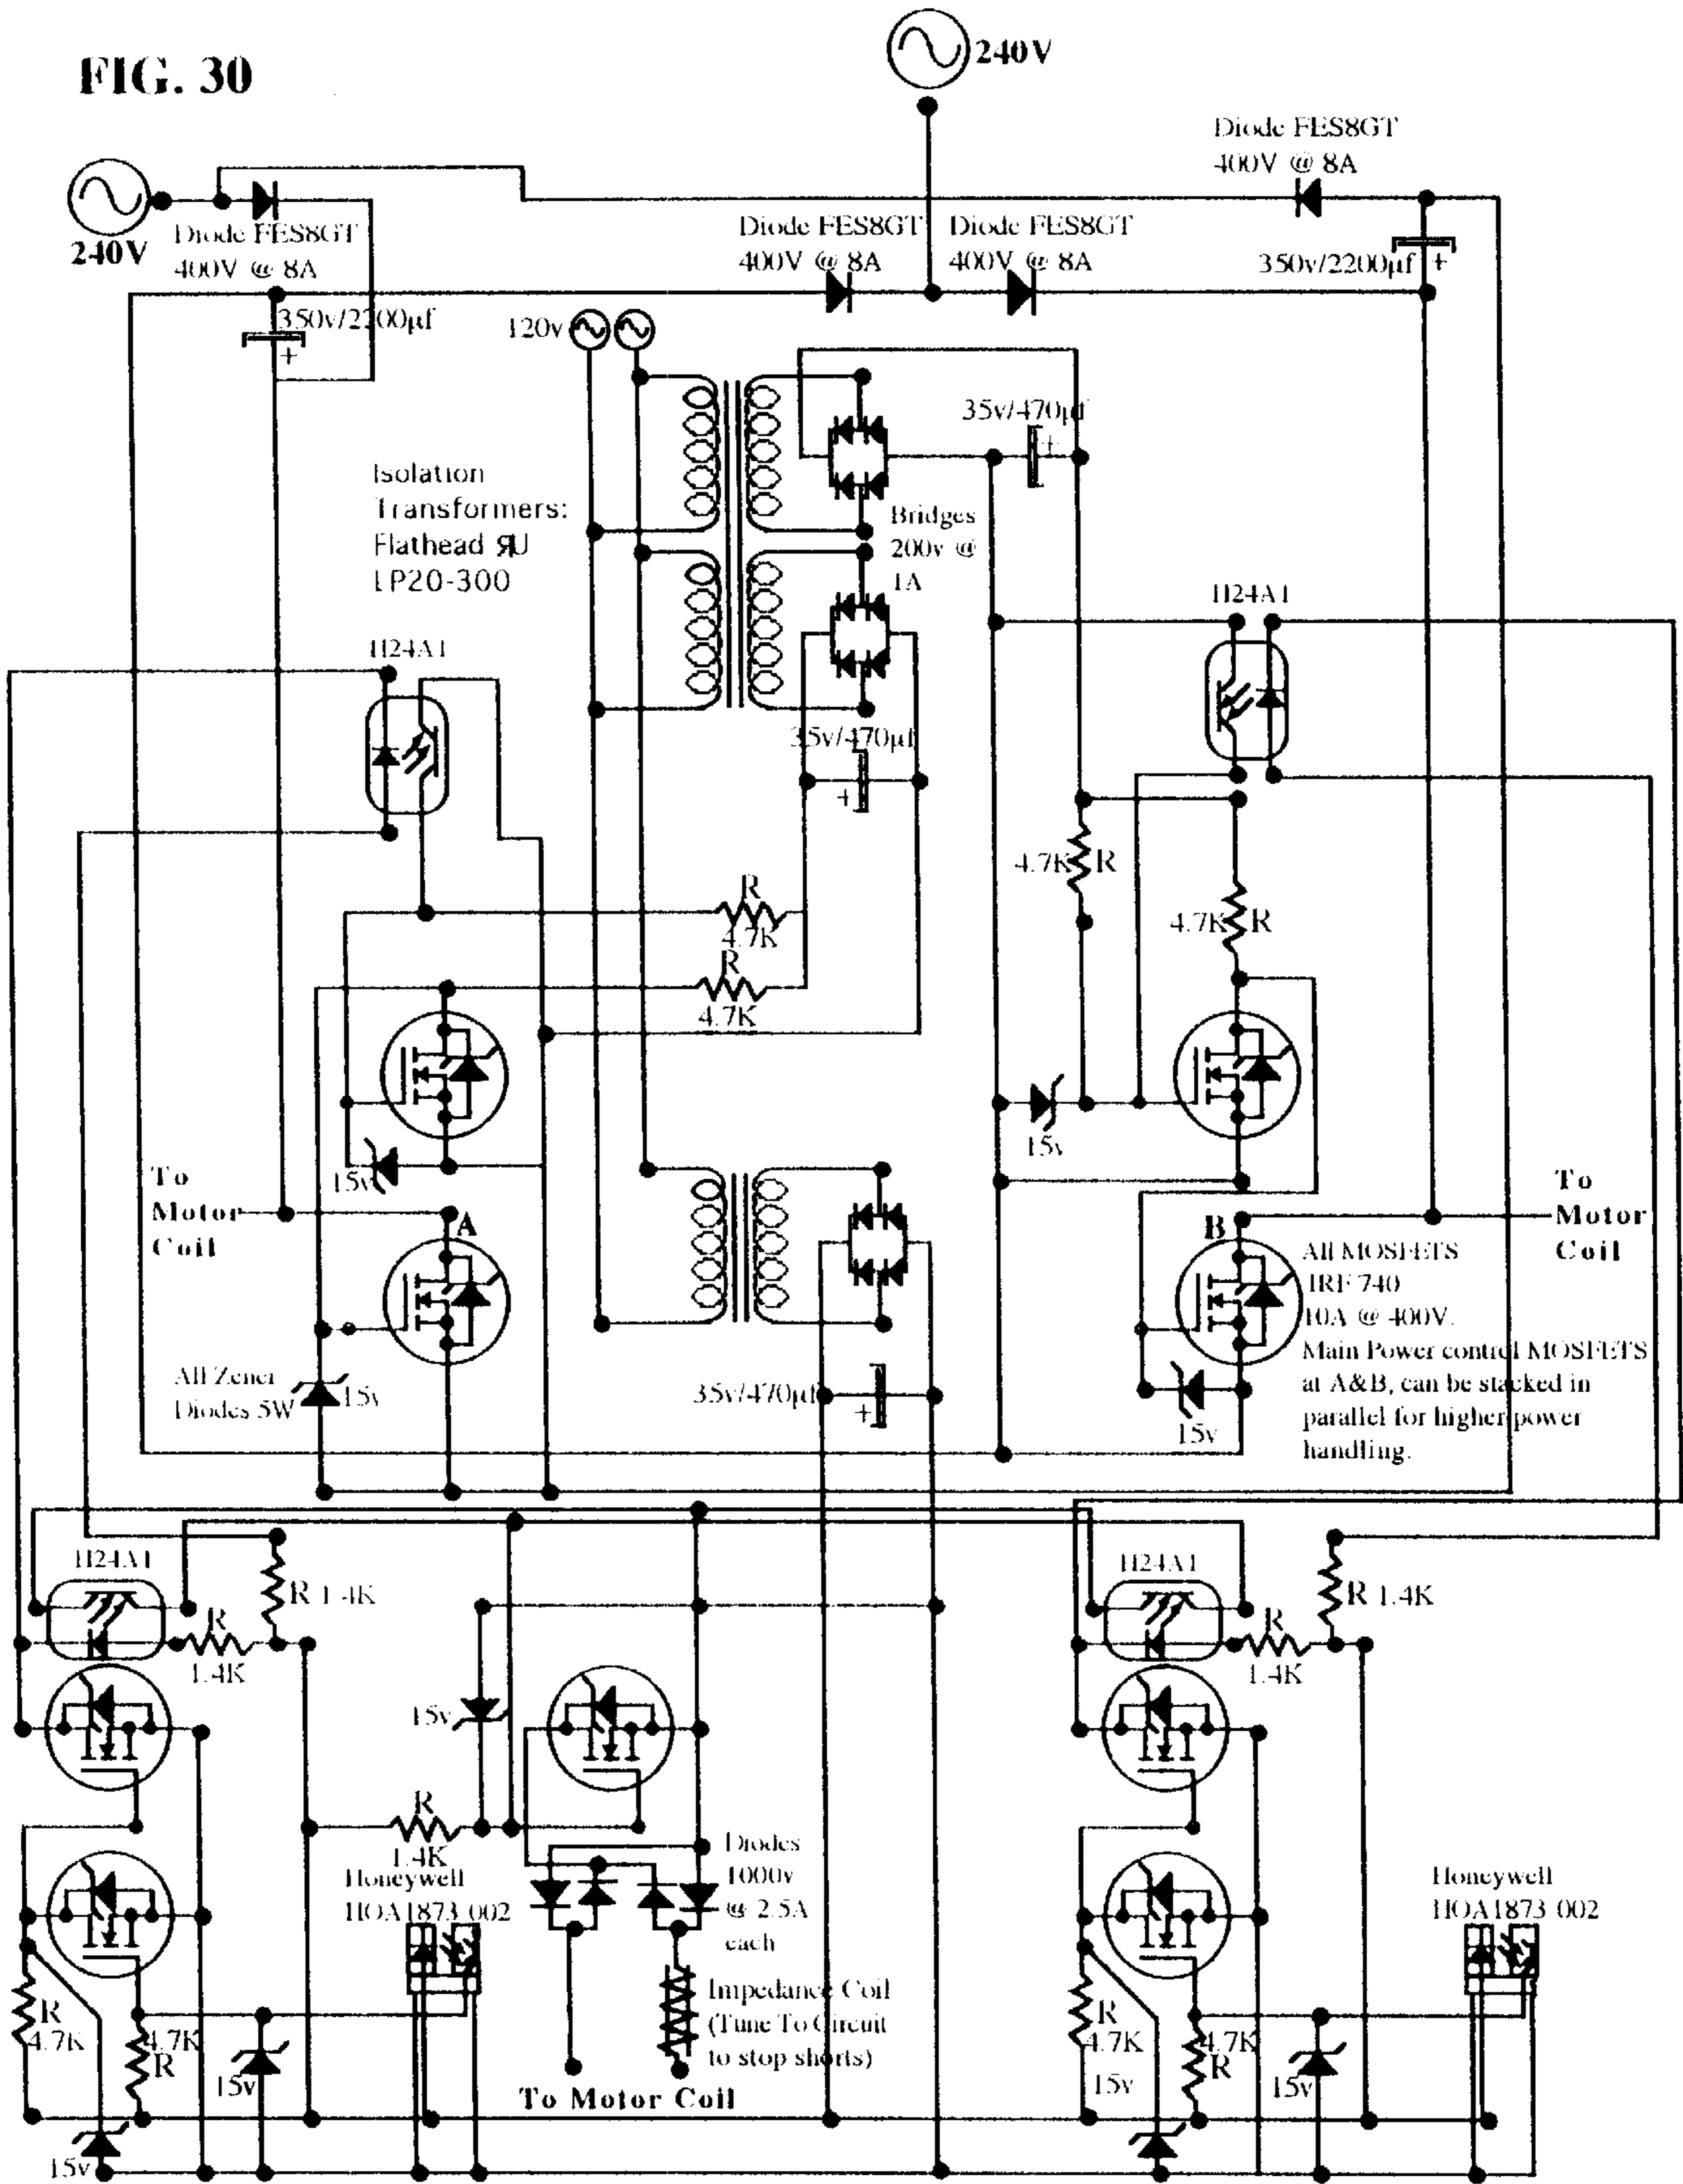 FIG. 30
240V
Diode FES8GT
400V @ 8A
240V
Diode FES8GT
400V @ 8A
Diode FES8GT
400V @ 8A
Diode FES8GT
400V @ 8A
350v/2200µf
+
350v/2200µf
+
120v
35v/470µf
+
Isolation
Transformers:
Flathead RU
LP20-300
Bridges
200v @
1A
H24A1
H24A1
35v/470µf
+
4.7K R
R
4.7K
4.7K R
R
4.7K
15v
15v
To
Motor
Coil
To
Motor
Coil
A
B
All MOSFETS
IRF 740
10A @ 400V.
Main Power control MOSFETS
at A&B, can be stacked in
parallel for higher power
handling.
All Zener
Diodes 5W
15v
35v/470µf
+
15v
H24A1
R 1.4K
R
1.4K
H24A1
R 1.4K
R
1.4K
15v
R
1.4K
Diodes
1000v
@ 2.5A
each
Honeywell
HOA1873 002
Honeywell
HOA1873 002
Impedance Coil
(Tune To Circuit
to stop shorts)
R
4.7K
4.7K
R
15v
R
4.7K
4.7K
R
15v
15v
To Motor Coil
15v